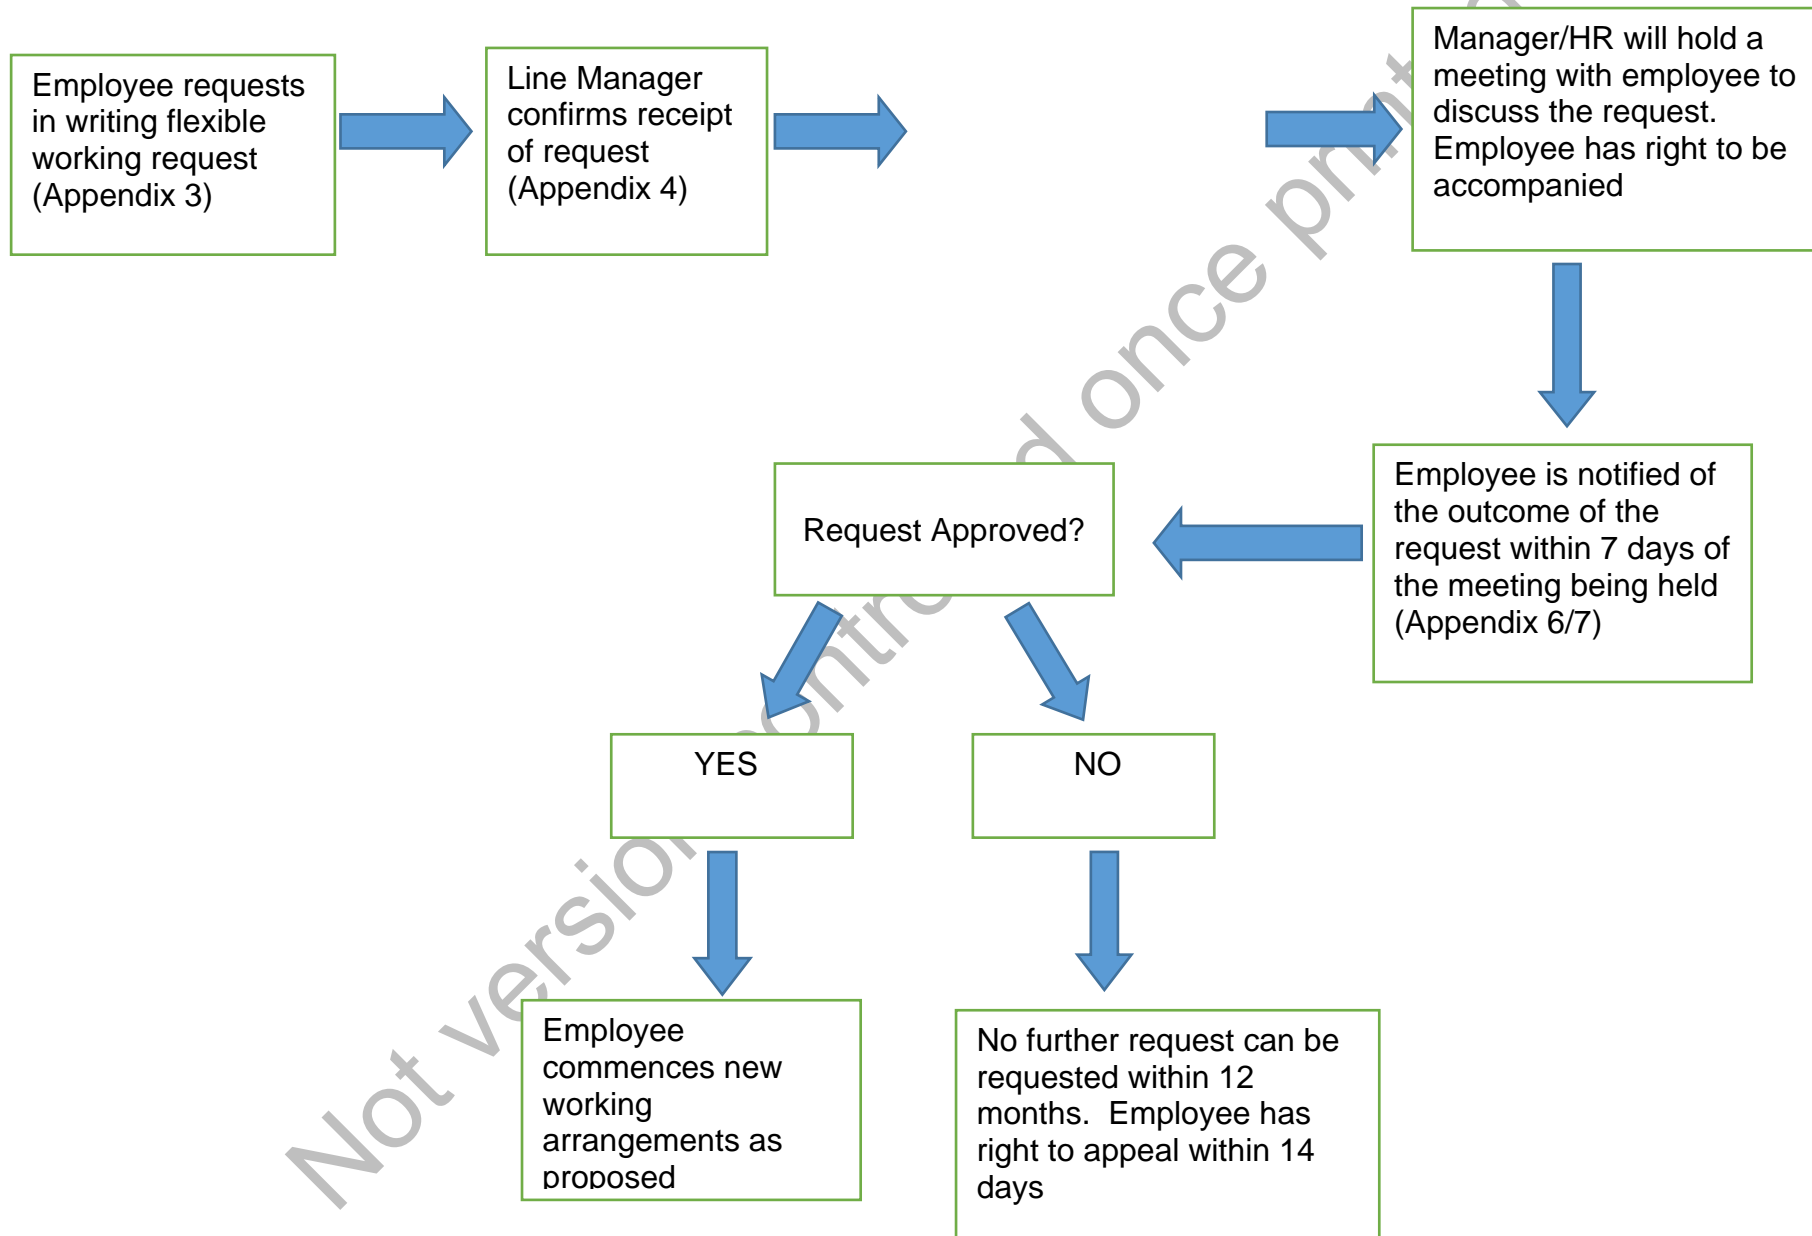 Employee requests
in writing flexible
working request
(Appendix 3)
Line Manager
confirms receipt
of request
(Appendix 4)
Manager/HR will hold a
meeting with employee to
discuss the request.
Employee has right to be
accompanied
Employee is notified of
the outcome of the
request within 7 days of
the meeting being held
(Appendix 6/7)
Request Approved?
YES
NO
Employee
commences new
working
arrangements as
proposed
No further request can be
requested within 12
months.  Employee has
right to appeal within 14
days
Not version once